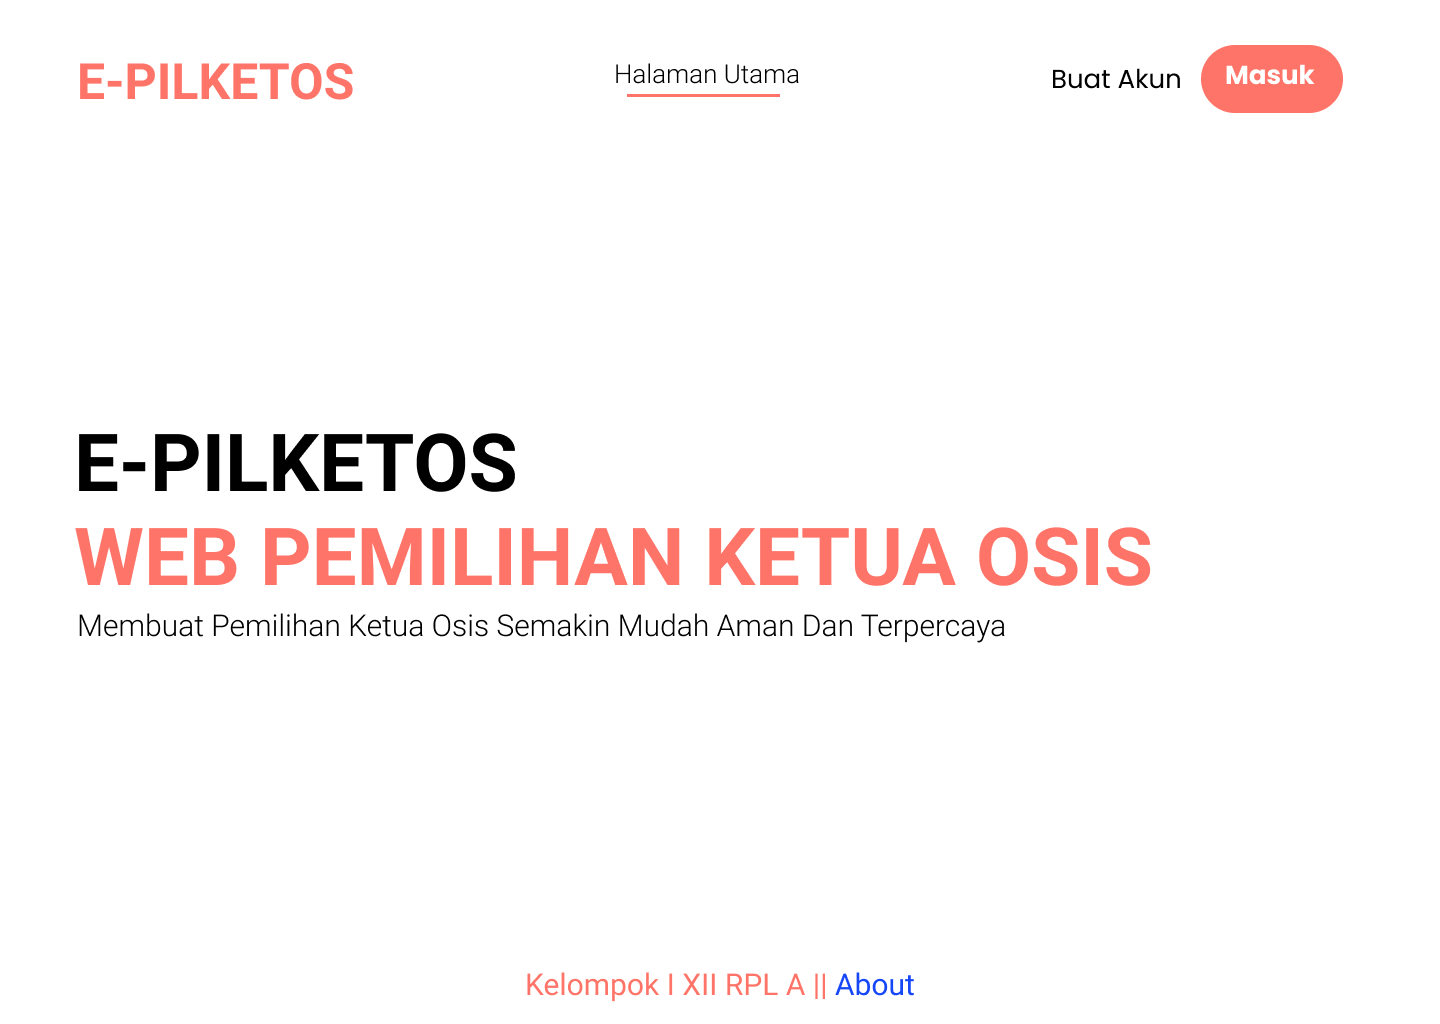 E-PILKETOS
Halaman Utama
Buat Akun
Masuk
E-PILKETOS
WEB PEMILIHAN KETUA OSIS
Membuat Pemilihan Ketua Osis Semakin Mudah Aman Dan Terpercaya
Kelompok I XII RPL A || About